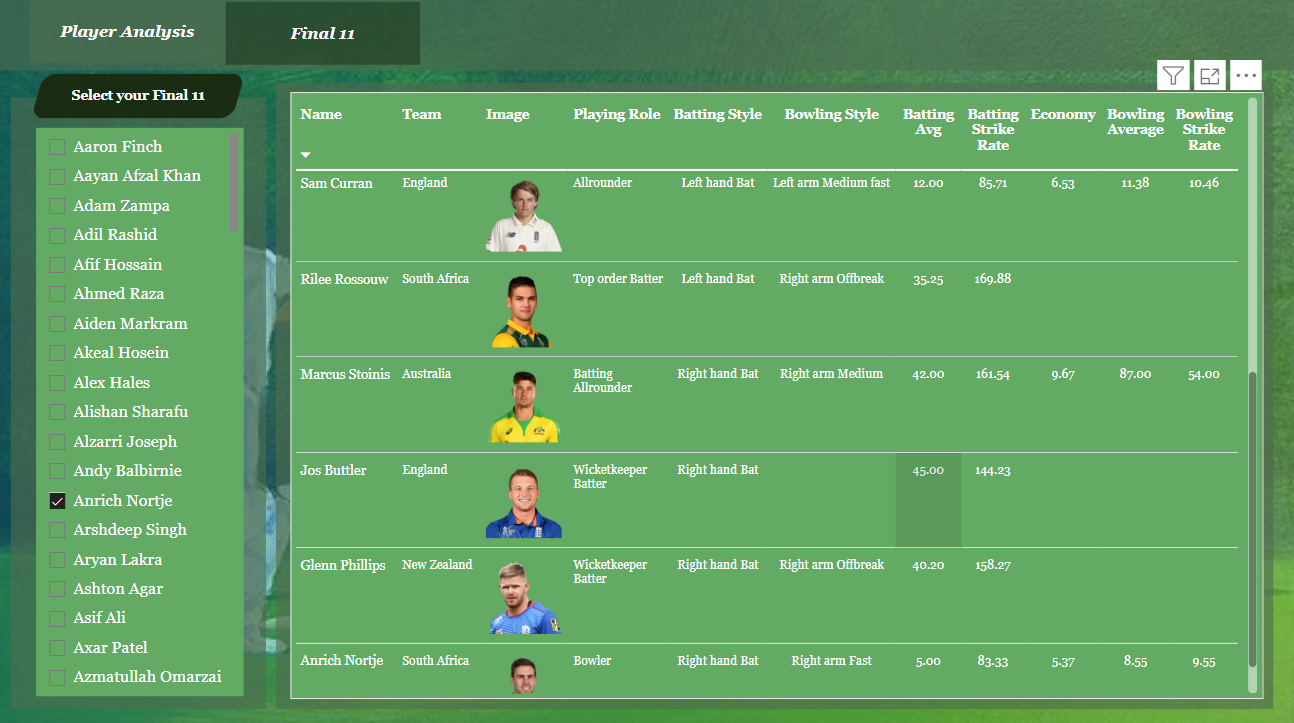 Player Analysis
Final 11
Select your Final 11
Aaron Finch
Aayan Afzal Khan
Adam Zampa
Adil Rashid
Afif Hossain
Ahmed Raza
Aiden Markram
Akeal Hosein
Alex Hales
Alishan Sharafu
Alzarri Joseph
Andy Balbirnie
Anrich Nortje
Arshdeep Singh
Aryan Lakra
Ashton Agar
Asif Ali
Axar Patel
Azmatullah Omarzai
Name Team Image Playing Role Batting Style Bowling Style Batting Batting Economy Bowling Bowling
Avg Strike Average Strike
Rate Rate
Sam Curran England Allrounder Left hand Bat Left arm Medium fast 12.00 85.71 6.53 11.38 10.46
Rilee Rossouw South Africa Top order Batter Left hand Bat Right arm Offbreak 35.25 169.88
Marcus Stoinis Australia Batting Right hand Bat Right arm Medium 42.00 161.54 9.67 87.00 54.00
Allrounder
Jos Buttler England Wicketkeeper Right hand Bat 45.00 144.23
Batter
Glenn Phillips New Zealand Wicketkeeper Right hand Bat Right arm Offbreak 40.20 158.27
Batter
Anrich Nortje South Africa Bowler Right hand Bat Right arm Fast 5.00 83.33 5.37 8.55 9.55